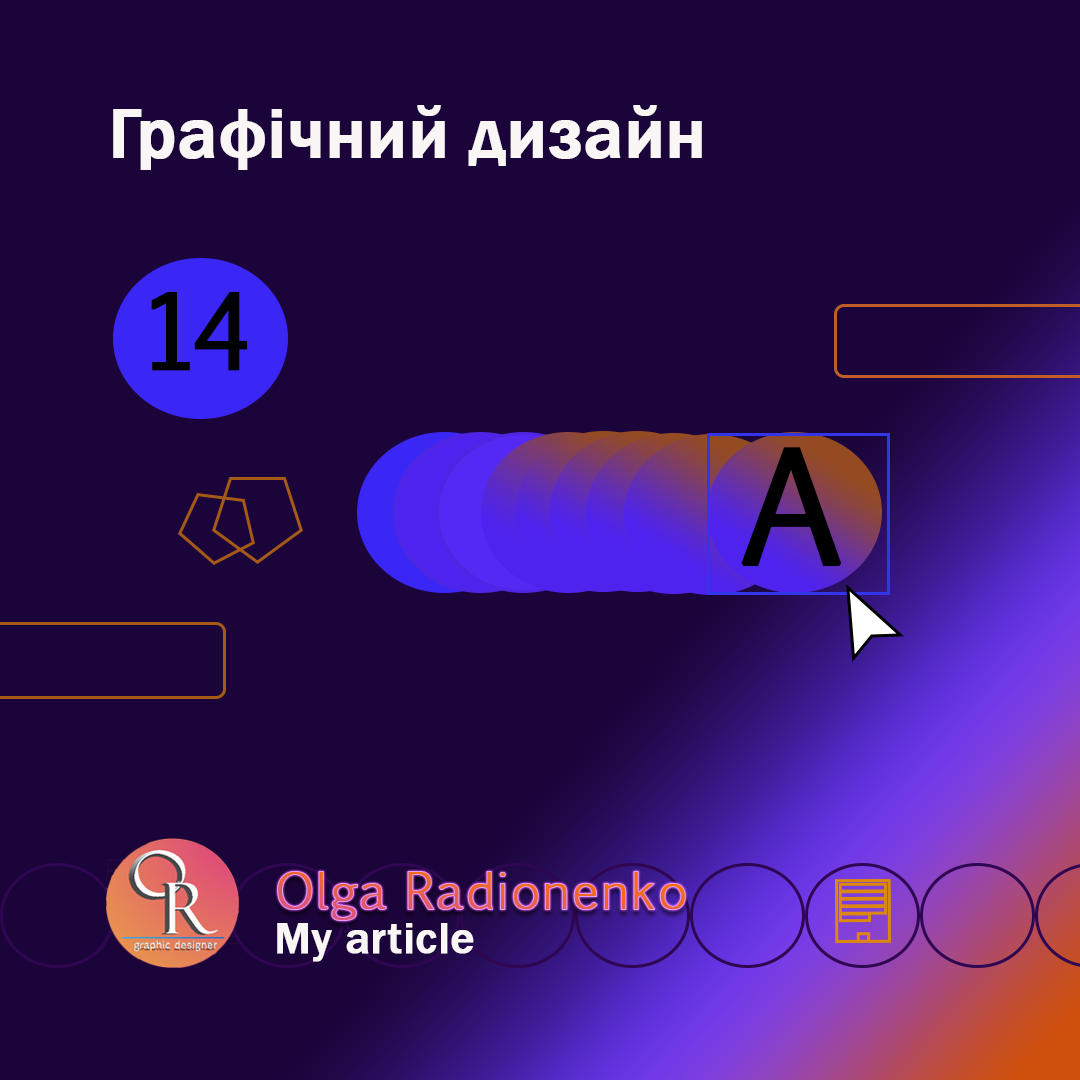 Графічний дизайн
14
A
OR
graphic designer
Olga Radionenko
My article